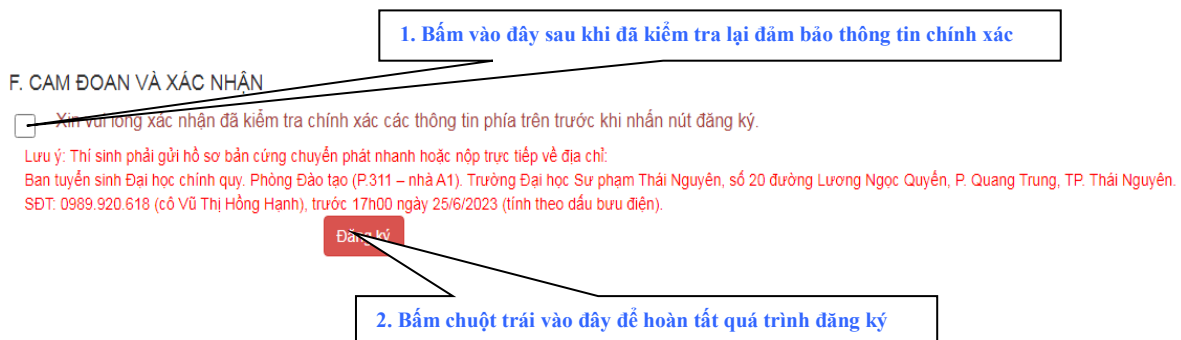 1. Bấm vào đây sau khi đã kiểm tra lại đảm bảo thông tin chính xác
F. CAM ĐOAN VÀ XÁC NHẬN
Xin vui lòng xác nhận đã kiểm tra chính xác các thông tin phía trên trước khi nhấn nút đăng ký.
Lưu ý: Thí sinh phải gửi hồ sơ bản cứng chuyển phát nhanh hoặc nộp trực tiếp về địa chỉ:
Ban tuyển sinh Đại học chính quy. Phòng Đào tạo (P.311 – nhà A1). Trường Đại học Sư phạm Thái Nguyên, số 20 đường Lương Ngọc Quyến, P. Quang Trung, TP. Thái Nguyên.
SĐT: 0989.920.618 (cô Vũ Thị Hồng Hạnh), trước 17h00 ngày 25/6/2023 (tính theo dấu bưu điện).
Đăng ký
2. Bấm chuột trái vào đây để hoàn tất quá trình đăng ký